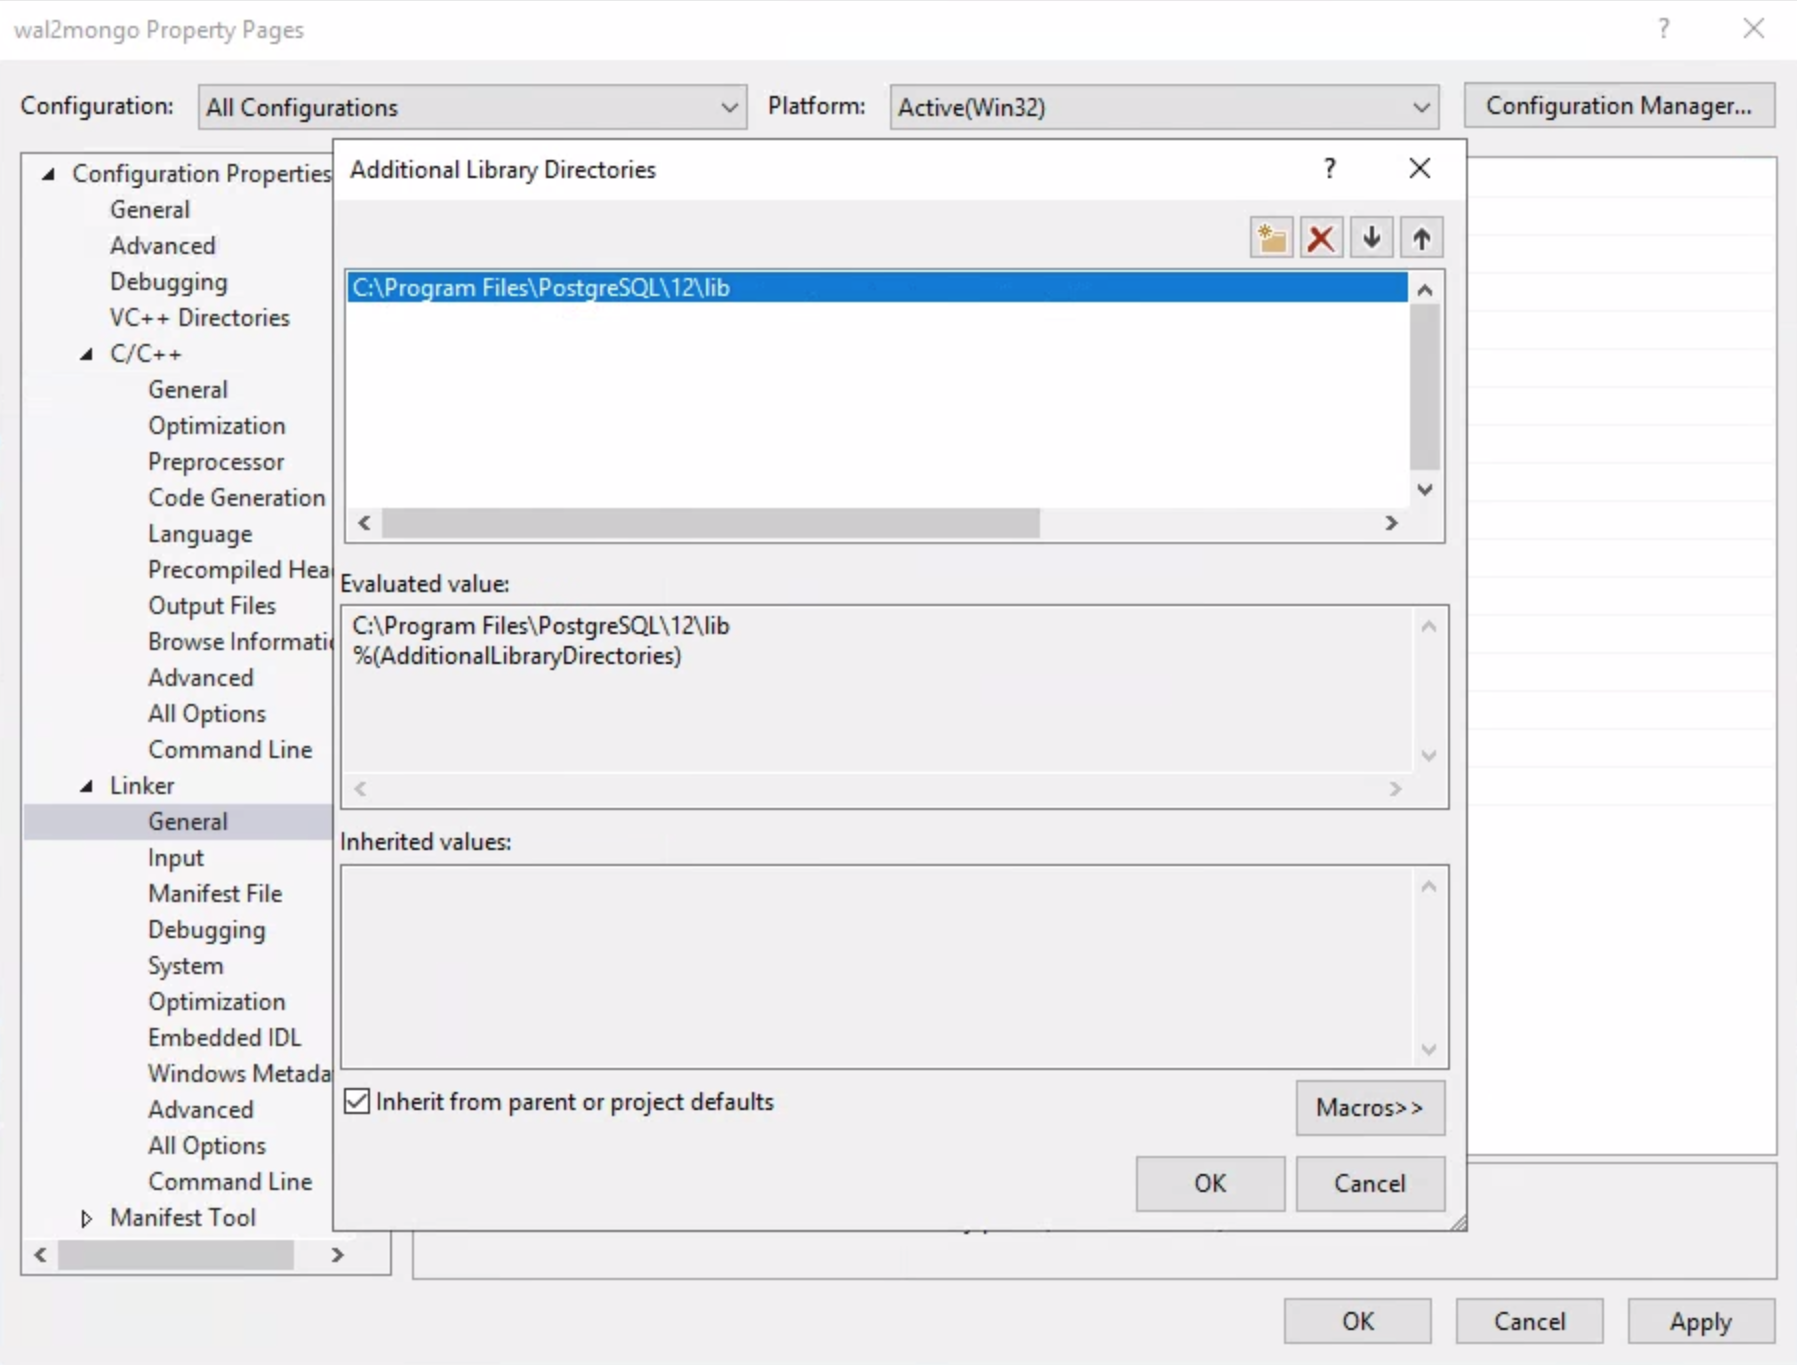 wal2mongo Property Pages
?
Configuration: All Configurations Platform: Active(Win32) Configuration Manager...
Configuration Properties
General
Advanced
Debugging
VC++ Directories
C/C++
General
Optimization
Preprocessor
Code Generation
Language
Precompiled Hea
Output Files
Browse Informati
Advanced
All Options
Command Line
Linker
General
Input
Manifest File
Debugging
System
Optimization
Embedded IDL
Windows Metada
Advanced
All Options
Command Line
Manifest Tool
Additional Library Directories
?
C:\Program Files\PostgreSQL\12\lib
Evaluated value:
C:\Program Files\PostgreSQL\12\lib
%(AdditionalLibraryDirectories)
Inherited values:
Inherit from parent or project defaults
Macros>>
OK Cancel
OK Cancel Apply